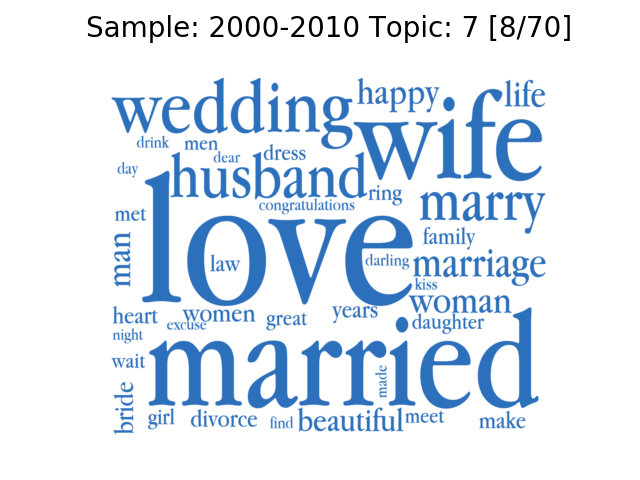 Sample: 2000-2010 Topic: 7 [8/70]
wedding happy life
wife
drink men
dear dress
day husband ring
congratulations
marry
met love
man
family
law darling marriage
kiss
woman
heart women great years
excuse daughter
night
married
wait
made
bride
girl divorce find beautiful meet make